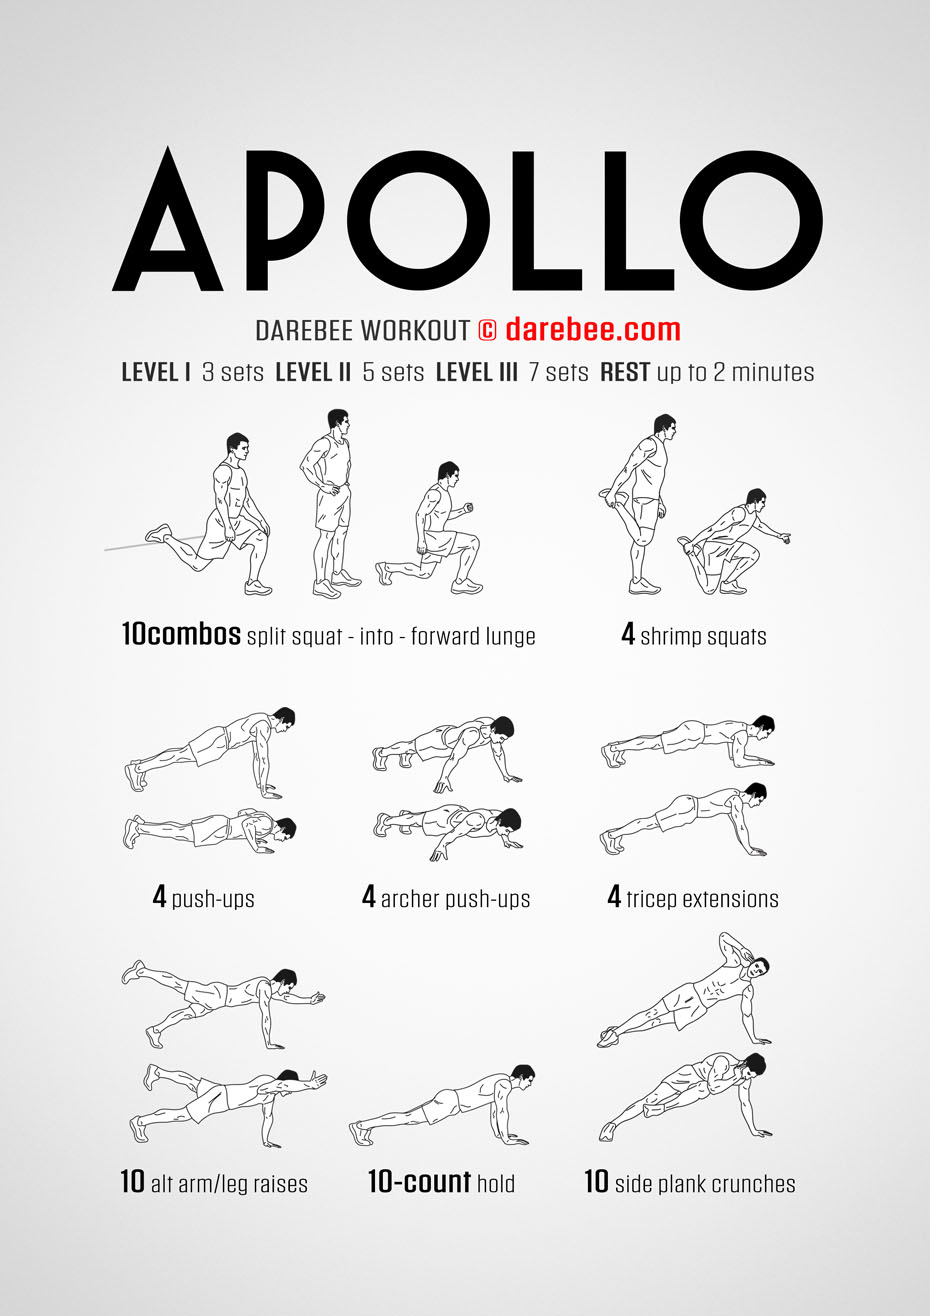 APOLLO
DAREBEE WORKOUT © darebee.com
LEVEL I 3 sets LEVEL II 5 sets LEVEL III 7 sets REST up to 2 minutes
10combos split squat - into - forward lunge
4 shrimp squats
4 push-ups
4 archer push-ups
4 tricep extensions
10 alt arm/leg raises
10-count hold
10 side plank crunches